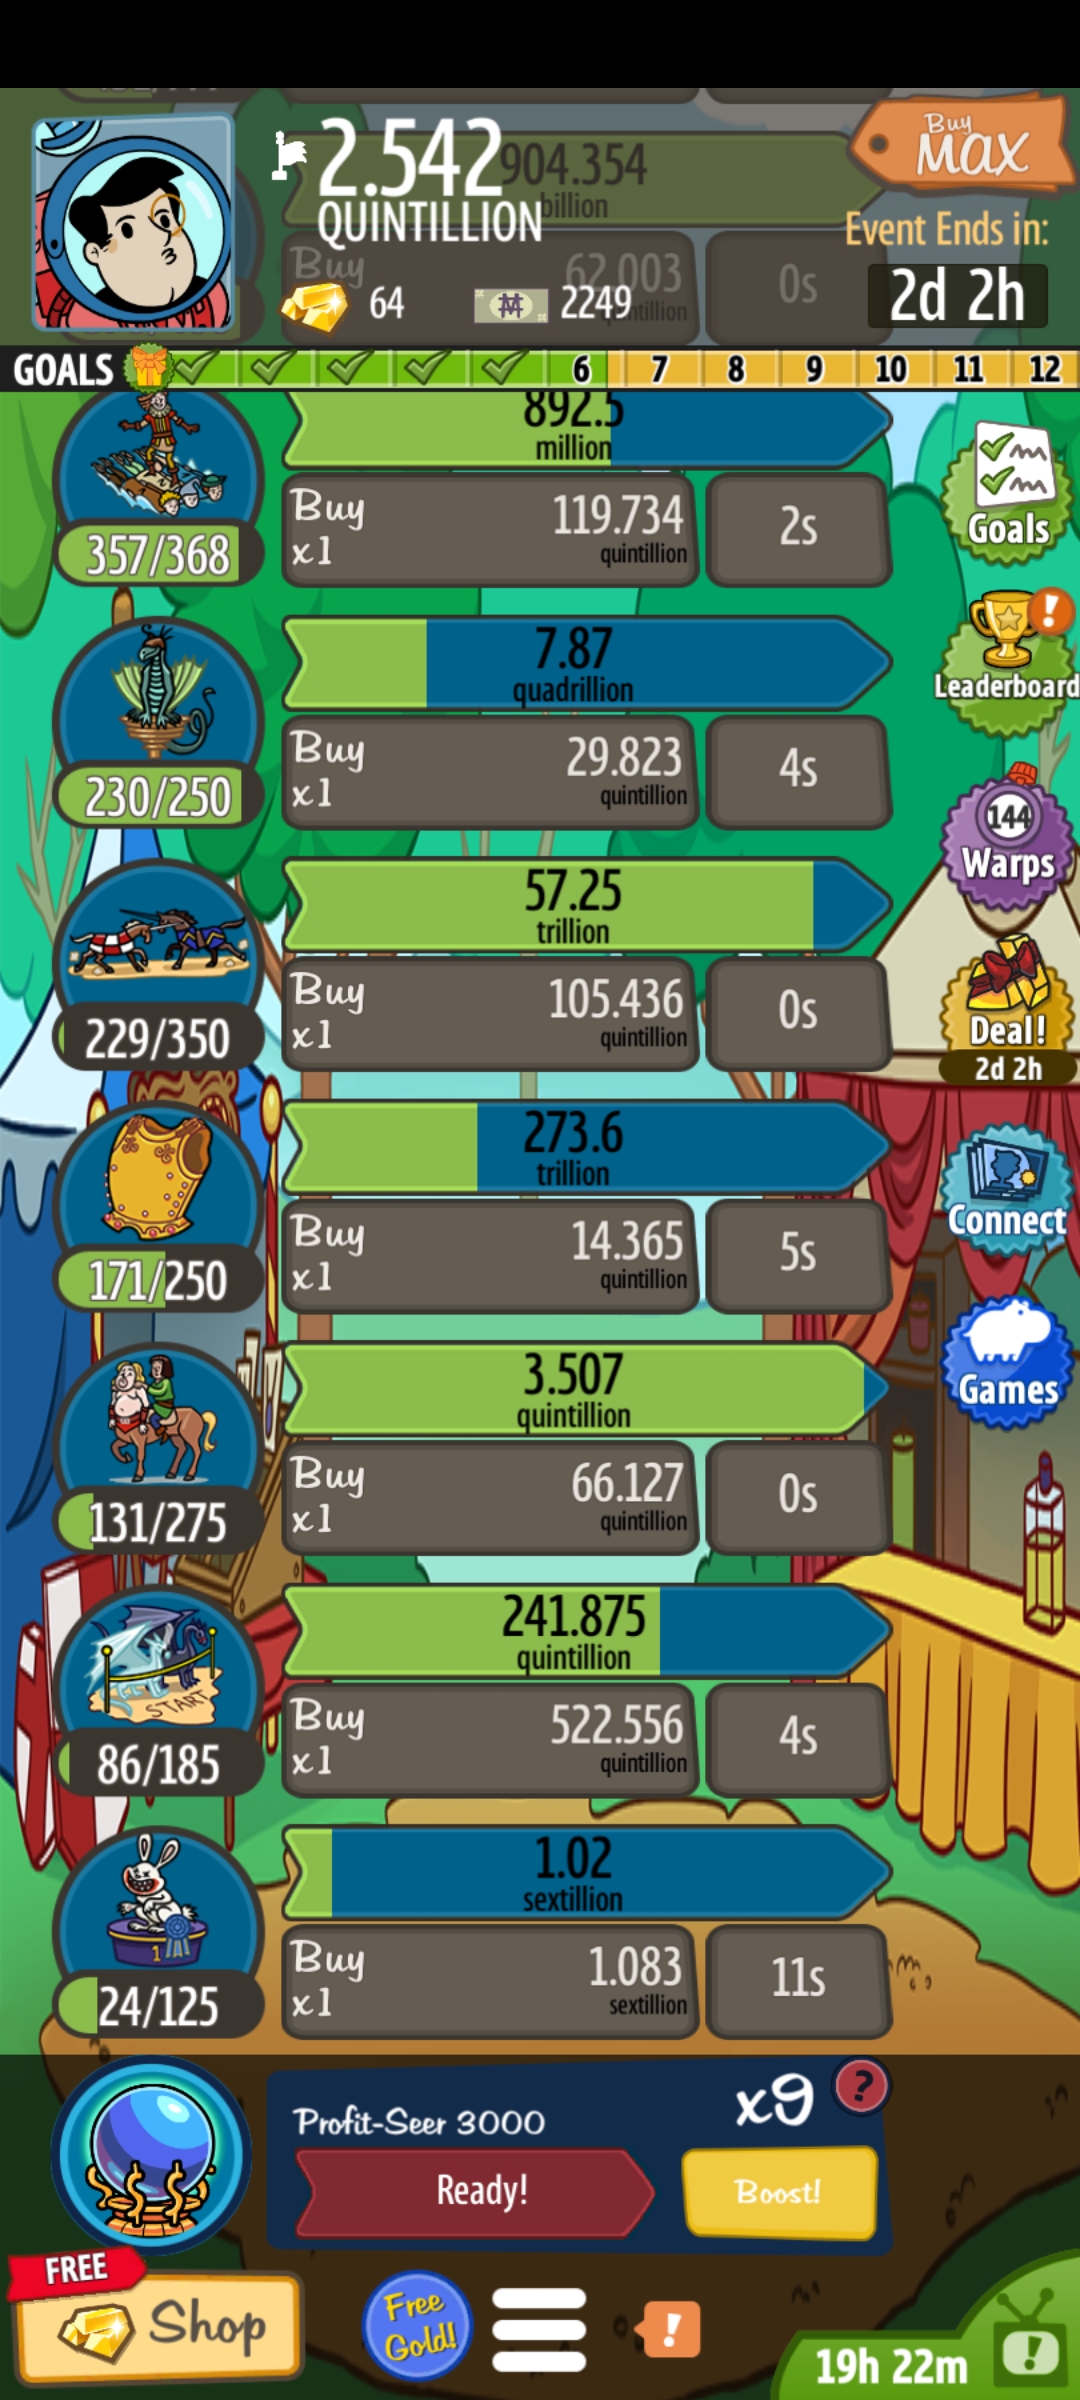 2.542
QUINTILLION
904.354
billion
Buy
62.003
0s
64
2249
Buy
MAX
Event Ends in:
2d 2h
GOALS
6 7 8 9 10 11 12
892.5
million
357/368
Buy
x1
119.734
quintillion
2s
Goals
7.87
quadrillion
230/250
Buy
x1
29.823
quintillion
4s
Leaderboard
!
144
Warps
57.25
trillion
229/350
Buy
x1
105.436
quintillion
0s
Deal!
2d 2h
273.6
trillion
171/250
Buy
x1
14.365
quintillion
5s
Connect
3.507
quintillion
131/275
Buy
x1
66.127
quintillion
0s
Games
241.875
quintillion
START
86/185
Buy
x1
522.556
quintillion
4s
1.02
sextillion
1
24/125
Buy
x1
1.083
sextillion
11s
Profit-Seer 3000
x9
?
Ready!
Boost!
FREE
Shop
Free
Gold!
!
19h 22m
!